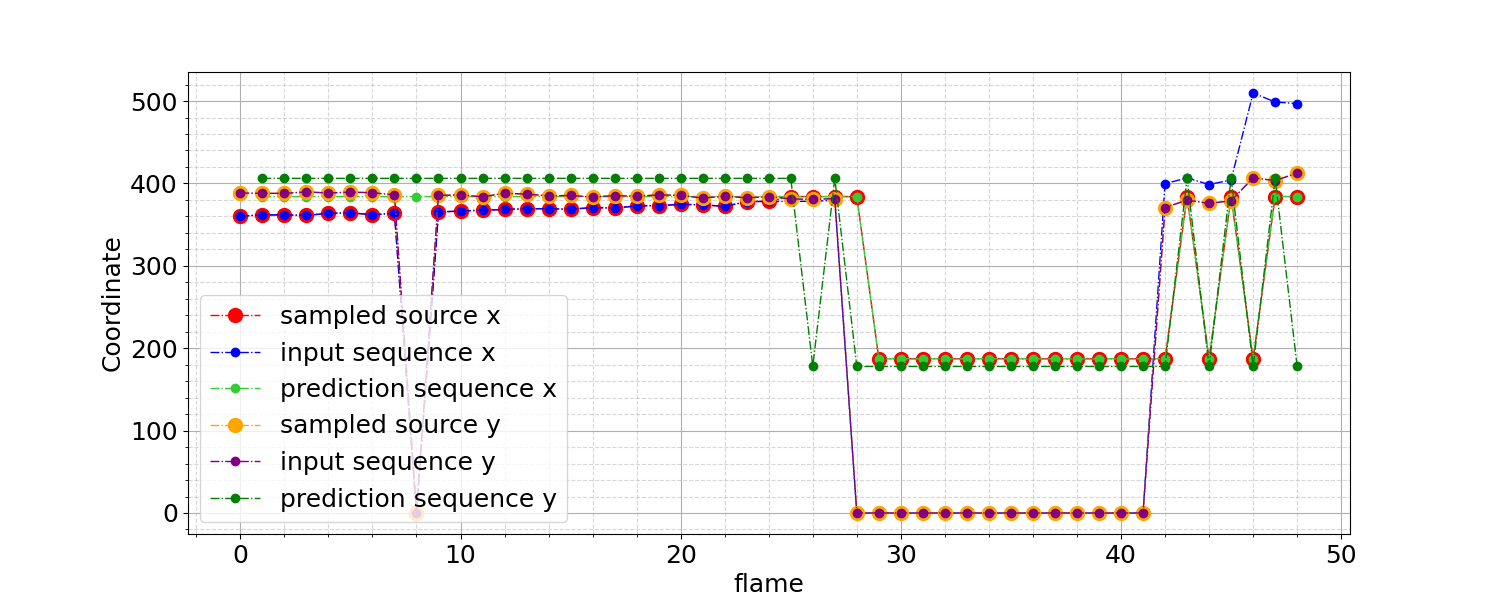 500
400
300
200
100
0
Coordinate
sampled source x
input sequence x
prediction sequence x
sampled source y
input sequence y
prediction sequence y
0 10 20 30 40 50
flame